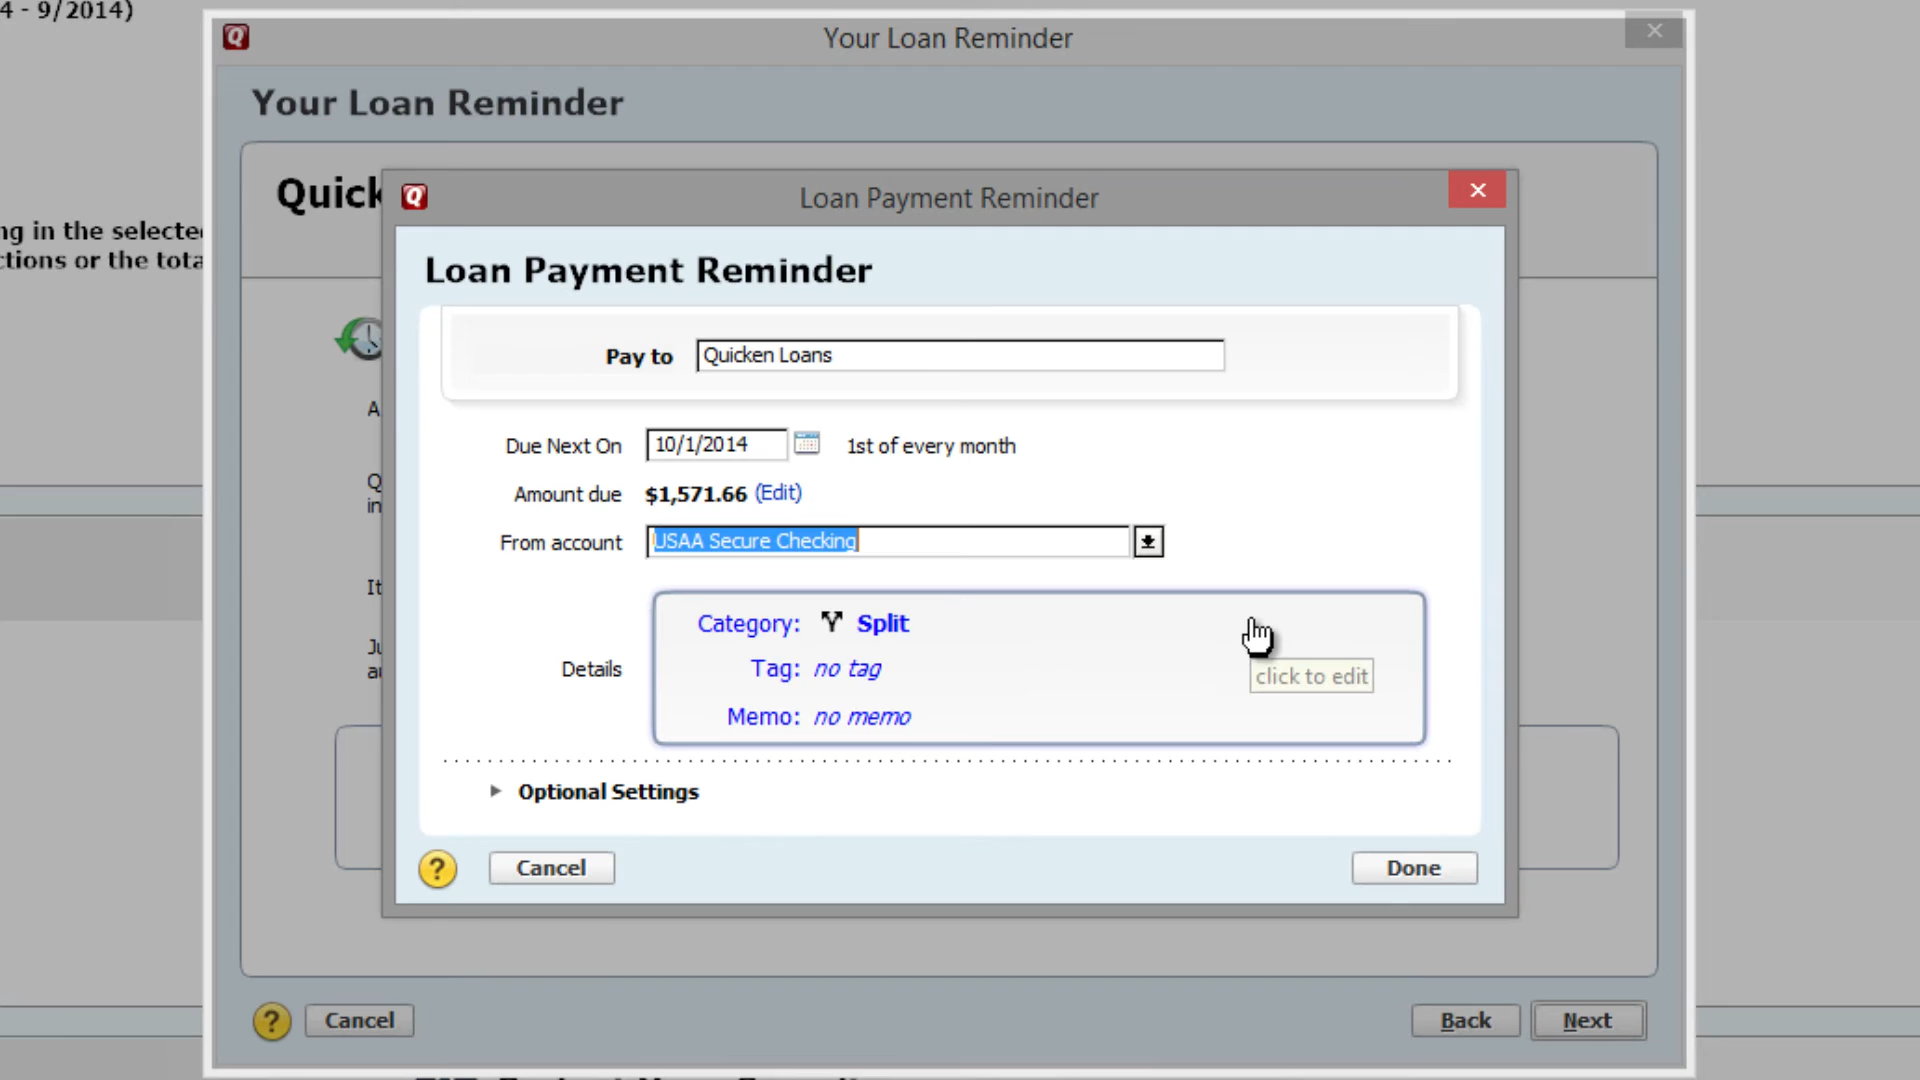 4 - 9/2014)
Your Loan Reminder
Your Loan Reminder
Quick
Loan Payment Reminder
ng in the selecte
ctions or the tota
Loan Payment Reminder
Pay to Quicken Loans
A
Due Next On 10/1/2014 1st of every month
Q
Amount due $1,571.66 (Edit)
in
From account USAA Secure Checking
It
Category: Split
Ju
Details Tag: no tag
click to edit
Memo: no memo
Optional Settings
? Cancel Done
? Cancel Back Next